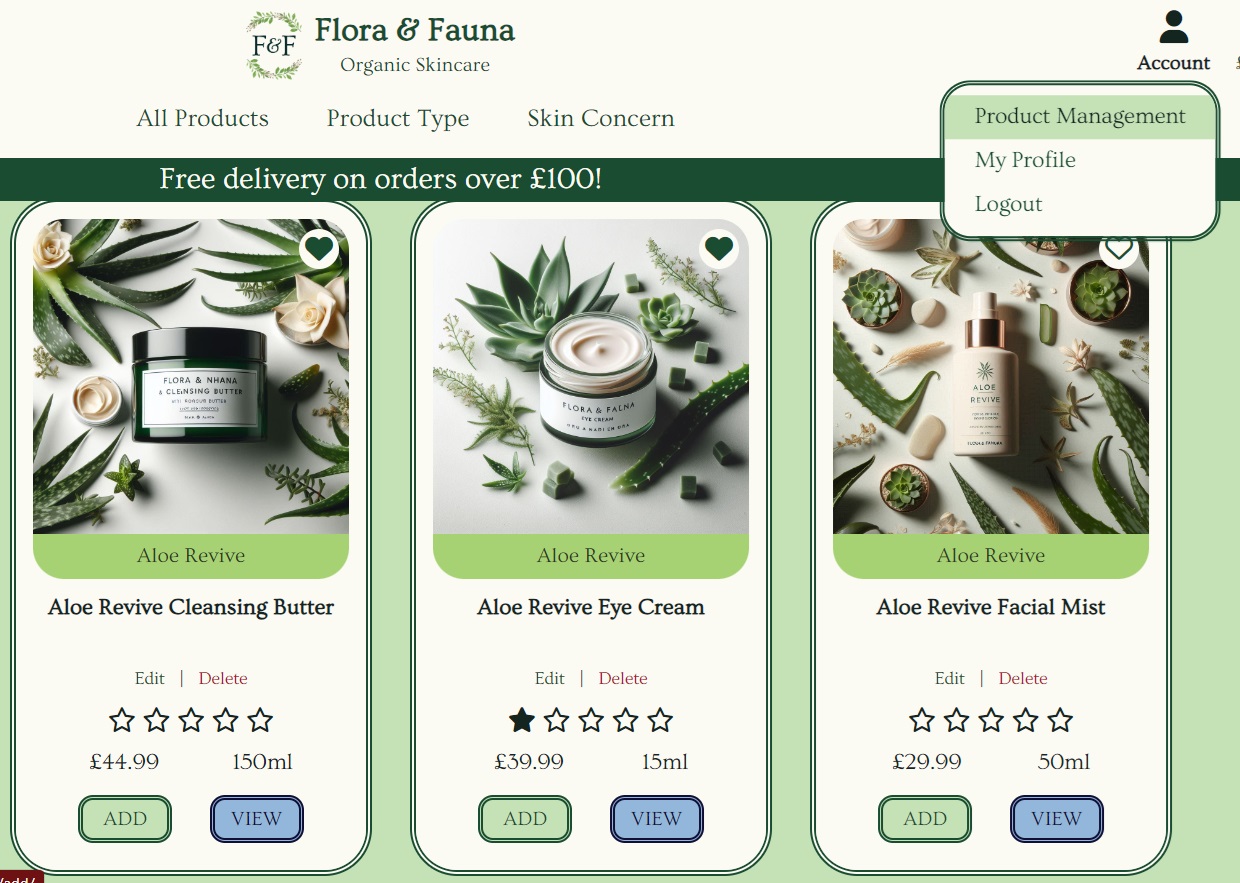 F&F
Flora & Fauna
Organic Skincare
Account
£
All Products
Product Type
Skin Concern
Product Management
My Profile
Logout
Free delivery on orders over £100!
FLORA & NHANA
& CLEANSING BUTTER
FLORA & FALNA
EYE CREAM
ALOE
REVIVE
Aloe Revive
Aloe Revive
Aloe Revive
Aloe Revive Cleansing Butter
Aloe Revive Eye Cream
Aloe Revive Facial Mist
Edit | Delete
Edit | Delete
Edit | Delete
£44.99 150ml
£39.99 15ml
£29.99 50ml
ADD VIEW
ADD VIEW
ADD VIEW
/add/